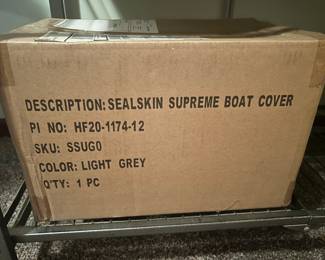 DESCRIPTION: SEALSKIN SUPREME BOAT COVER
PI NO: HF20-1174-12
SKU: SSUG0
COLOR: LIGHT GREY
Q'TY: 1 PC